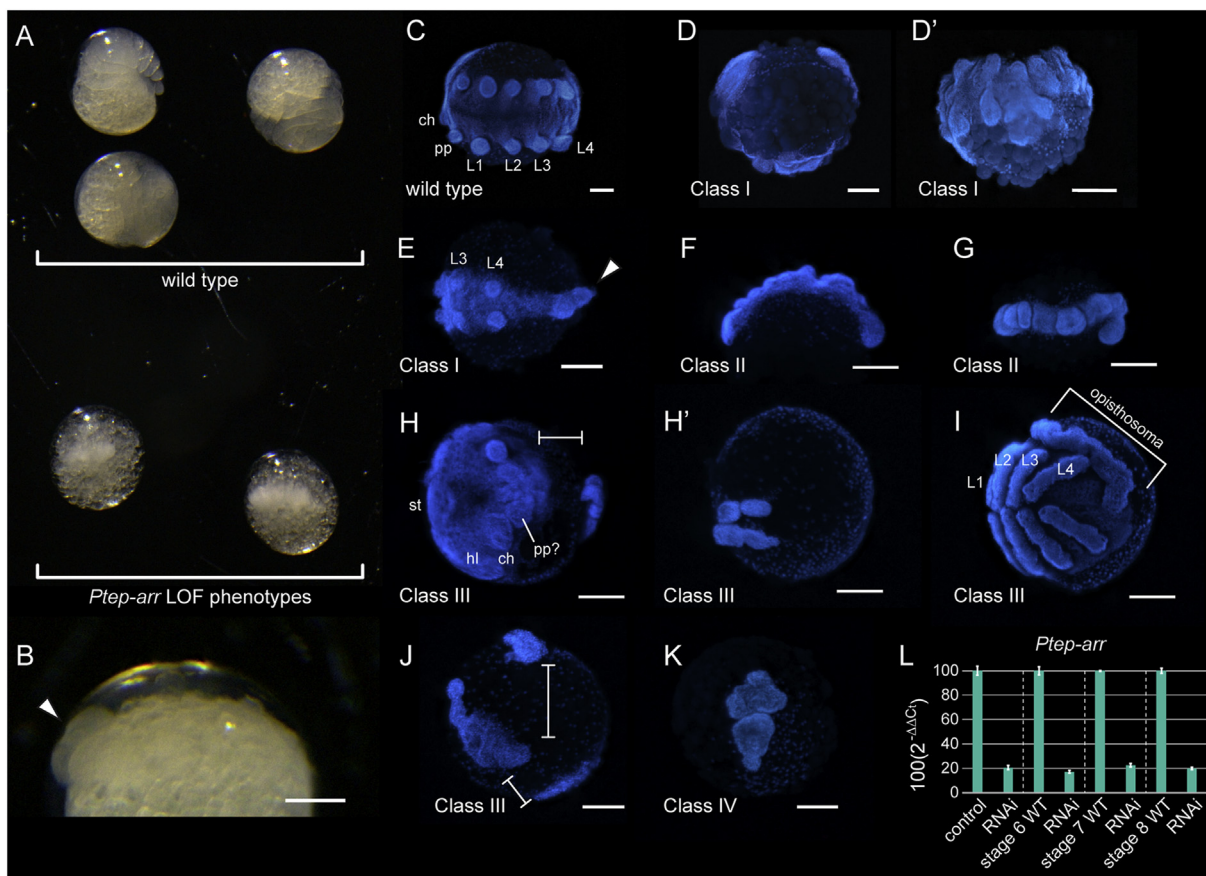 A
wild type
Ptep-arr LOF phenotypes
B
C
ch
pp
L1
L2
L3
L4
wild type
D
Class I
D’
Class I
E
L3
L4
Class I
F
Class II
G
Class II
H
st
hl
ch
pp?
Class III
H’
Class III
I
opisthosoma
L1
L2
L3
L4
Class III
J
Class III
K
Class IV
L
Ptep-arr
100(2^-ΔΔCt)
100
80
60
40
20
0
control
RNAi
stage 6 WT
RNAi
stage 7 WT
RNAi
stage 8 WT
RNAi